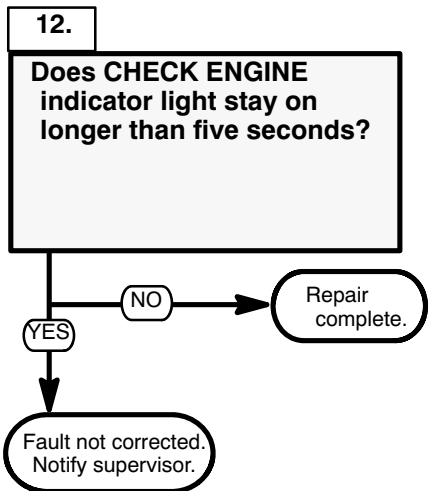 12.
Does CHECK ENGINE
indicator light stay on
longer than five seconds?
NO
Repair
complete.
YES
Fault not corrected.
Notify supervisor.